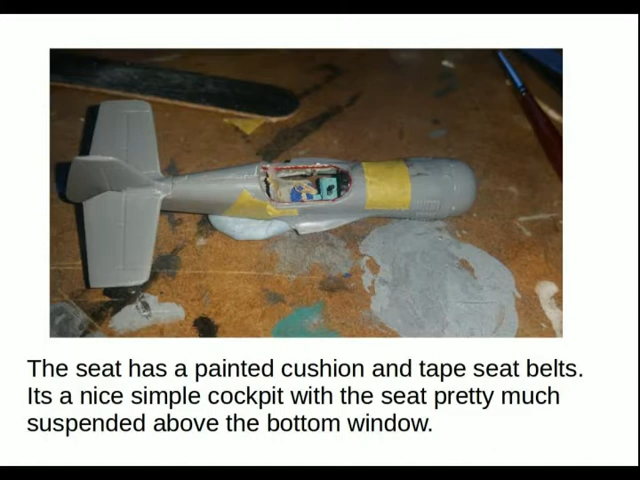 The seat has a painted cushion and tape seat belts.
Its a nice simple cockpit with the seat pretty much
suspended above the bottom window.